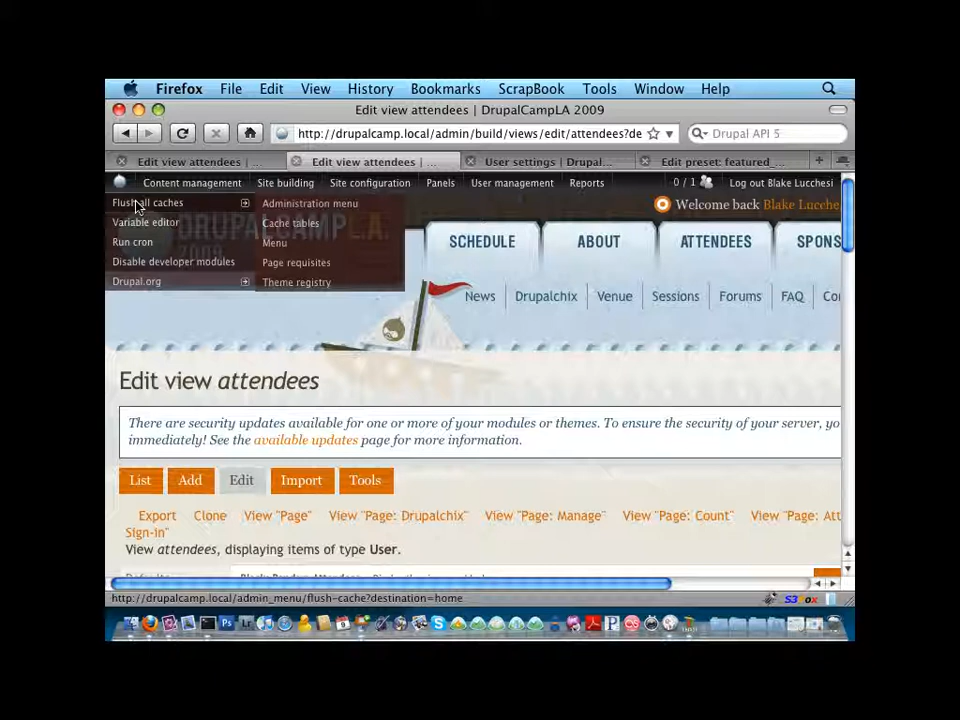 Firefox File Edit View History Bookmarks ScrapBook Tools Window Help
Edit view attendees | DrupalCampLA 2009
http://drupalcamp.local/admin/build/views/edit/attendees?de
Drupal API 5
Edit view attendees | ... Edit view attendees | ... User settings | Drupal... Edit preset: featured_...
Content management Site building Site configuration Panels User management Reports 0 / 1 Log out Blake Lucchesi
Flush all caches Administration menu
Welcome back Blake Lucche
Variable editor Cache tables
DRUPALCAMP L.A.
2009
Run cron Menu
SCHEDULE ABOUT ATTENDEES SPONS
Disable developer modules Page requisites
Drupal.org Theme registry
News Drupalchix Venue Sessions Forums FAQ Co
Edit view attendees
There are security updates available for one or more of your modules or themes. To ensure the security of your server, yo
immediately! See the available updates page for more information.
List Add Edit Import Tools
Export Clone View "Page" View "Page: Drupalchix" View "Page: Manage" View "Page: Count" View "Page: Att
Sign-in"
View attendees, displaying items of type User.
http://drupalcamp.local/admin_menu/flush-cache?destination=home
S3Fox